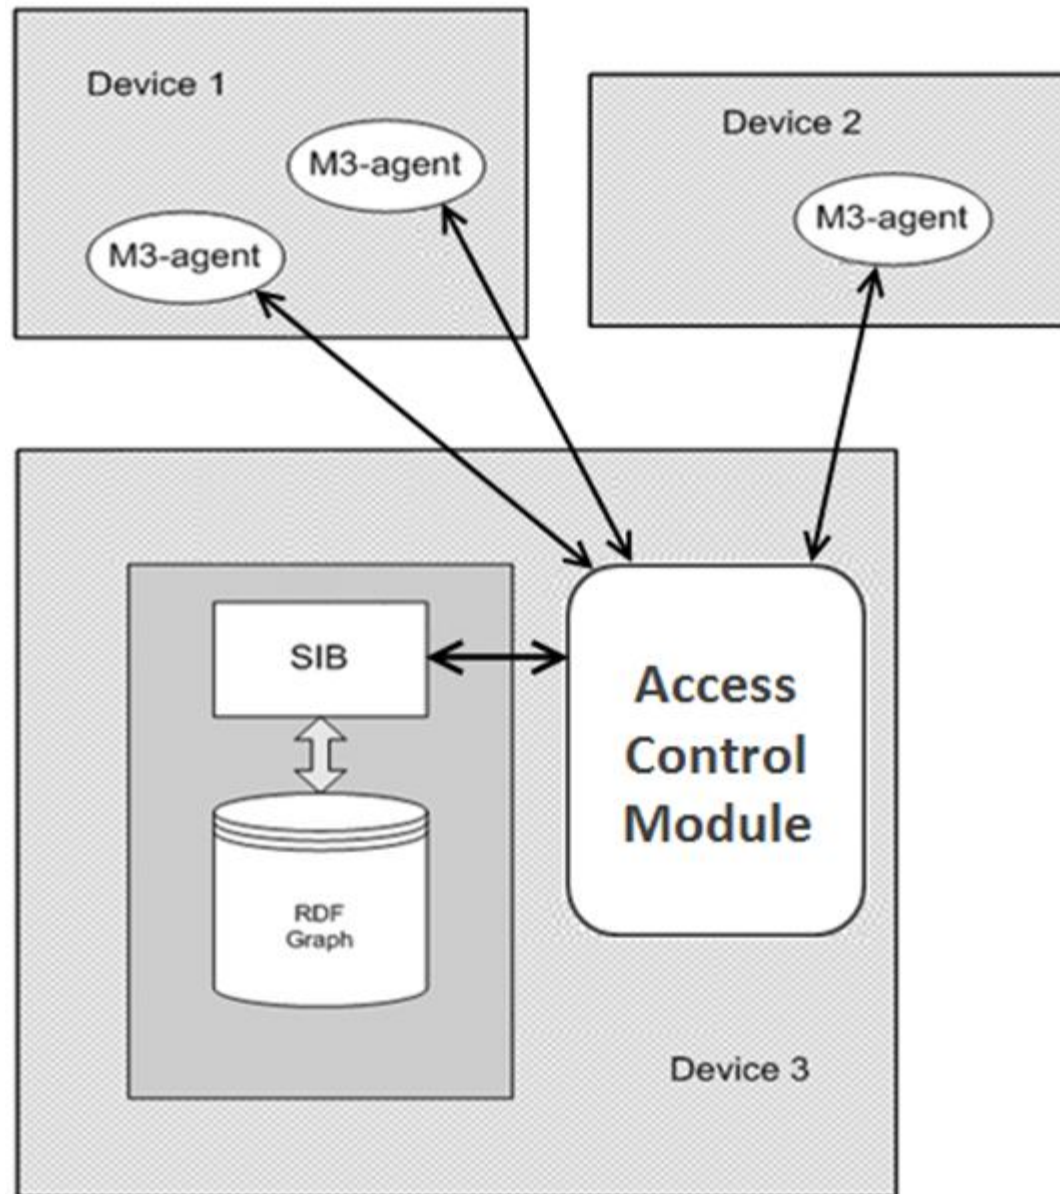 Device 1
M3-agent
M3-agent
Device 2
M3-agent
SIB
RDF
Graph
Access
Control
Module
Device 3